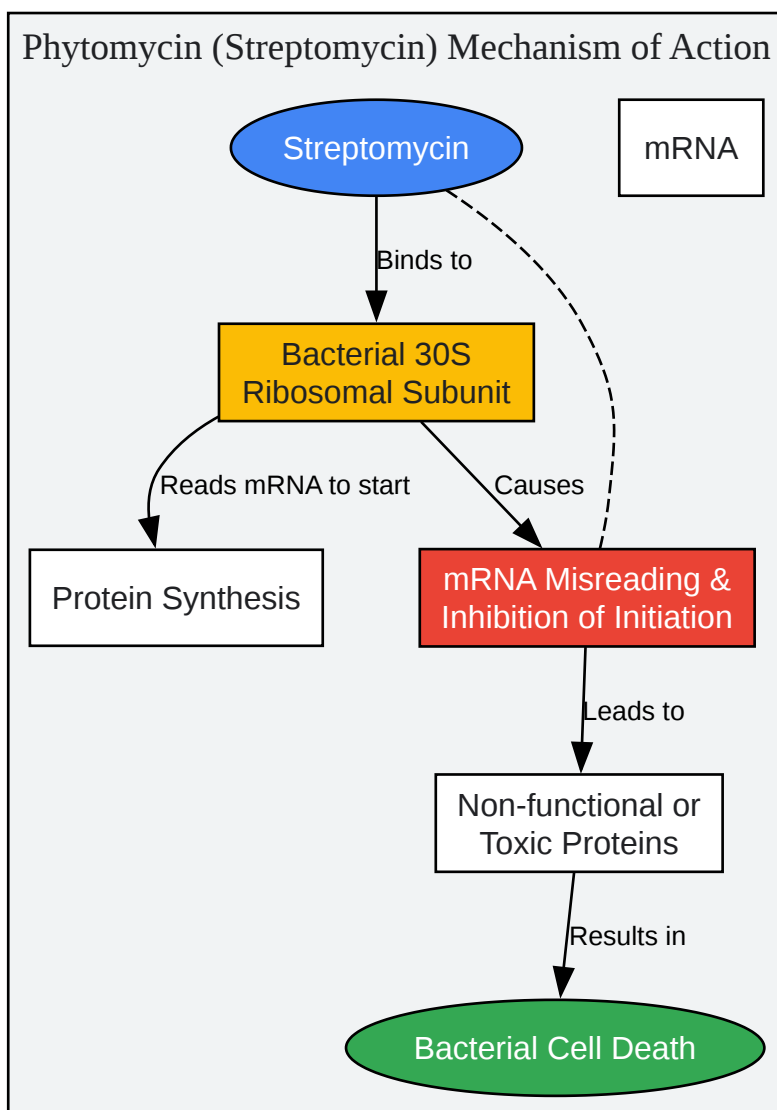 Phytomycin (Streptomycin) Mechanism of Action
Streptomycin
mRNA
Binds to
Bacterial 30S
Ribosomal Subunit
Reads mRNA to start
Causes
Protein Synthesis
mRNA Misreading &
Inhibition of Initiation
Leads to
Non-functional or
Toxic Proteins
Results in
Bacterial Cell Death